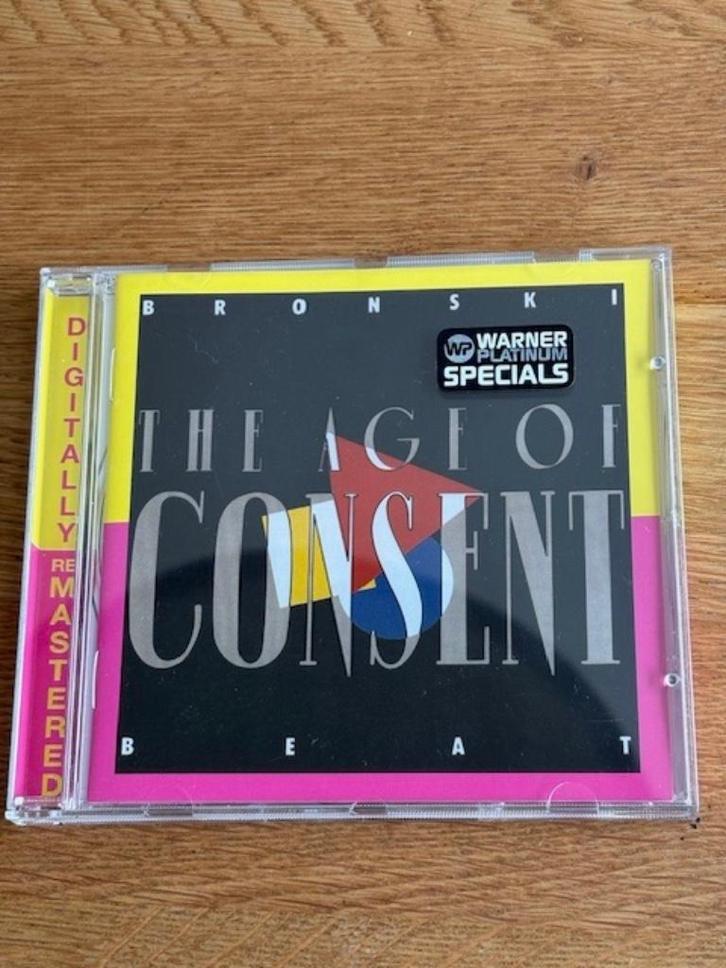 DIGITALLY
REMASTERED
BRONSKI
WP WARNER
PLATINUM
SPECIALS
THE AGE OF
CONSENT
BEAT